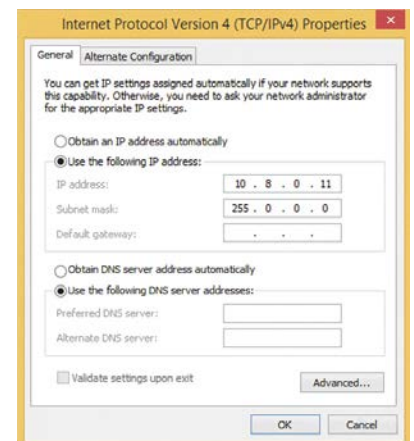 Internet Protocol Version 4 (TCP/IPv4) Properties
General Alternate Configuration
You can get IP settings assigned automatically if your network supports
this capability. Otherwise, you need to ask your network administrator
for the appropriate IP settings.
Obtain an IP address automatically
Use the following IP address:
IP address: 10 . 8 . 0 . 11
Subnet mask: 255 . 0 . 0 . 0
Default gateway: . . .
Obtain DNS server address automatically
Use the following DNS server addresses:
Preferred DNS server:
Alternate DNS server:
Validate settings upon exit
Advanced...
OK Cancel